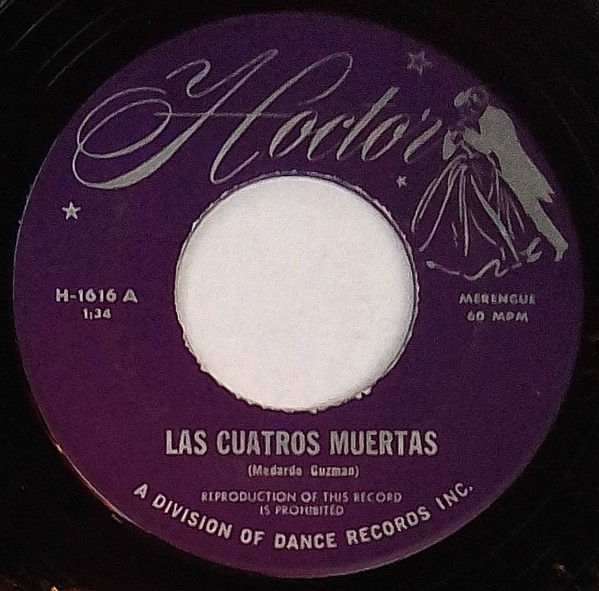 Hoctor
H-1616 A
1:34
MERENGUE
60 MPM
LAS CUATROS MUERTAS
(Medardo Guzman)
REPRODUCTION OF THIS RECORD
IS PROHIBITED
A DIVISION OF DANCE RECORDS INC.